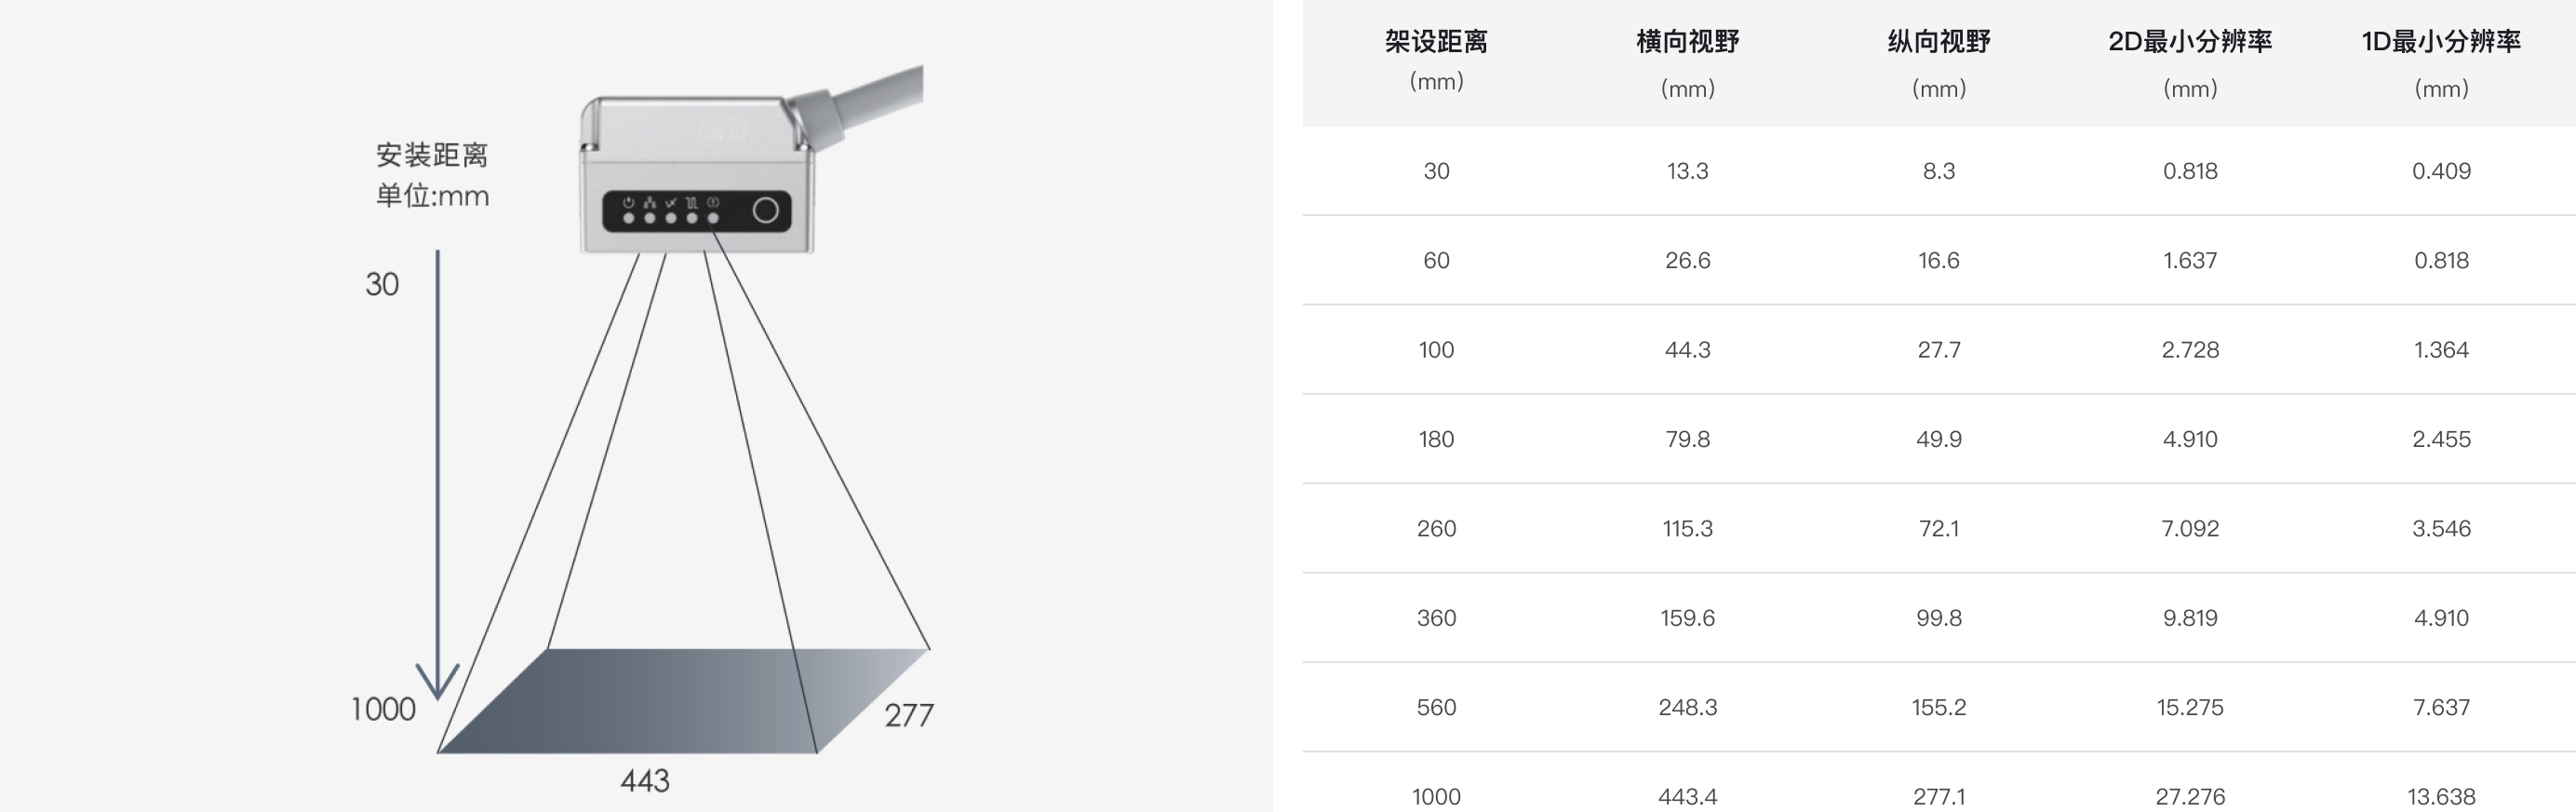 安装距离
单位:mm
30
1000
277
443
架设距离 横向视野 纵向视野 2D最小分辨率 1D最小分辨率
(mm) (mm) (mm) (mm) (mm)
30 13.3 8.3 0.818 0.409
60 26.6 16.6 1.637 0.818
100 44.3 27.7 2.728 1.364
180 79.8 49.9 4.910 2.455
260 115.3 72.1 7.092 3.546
360 159.6 99.8 9.819 4.910
560 248.3 155.2 15.275 7.637
1000 443.4 277.1 27.276 13.638